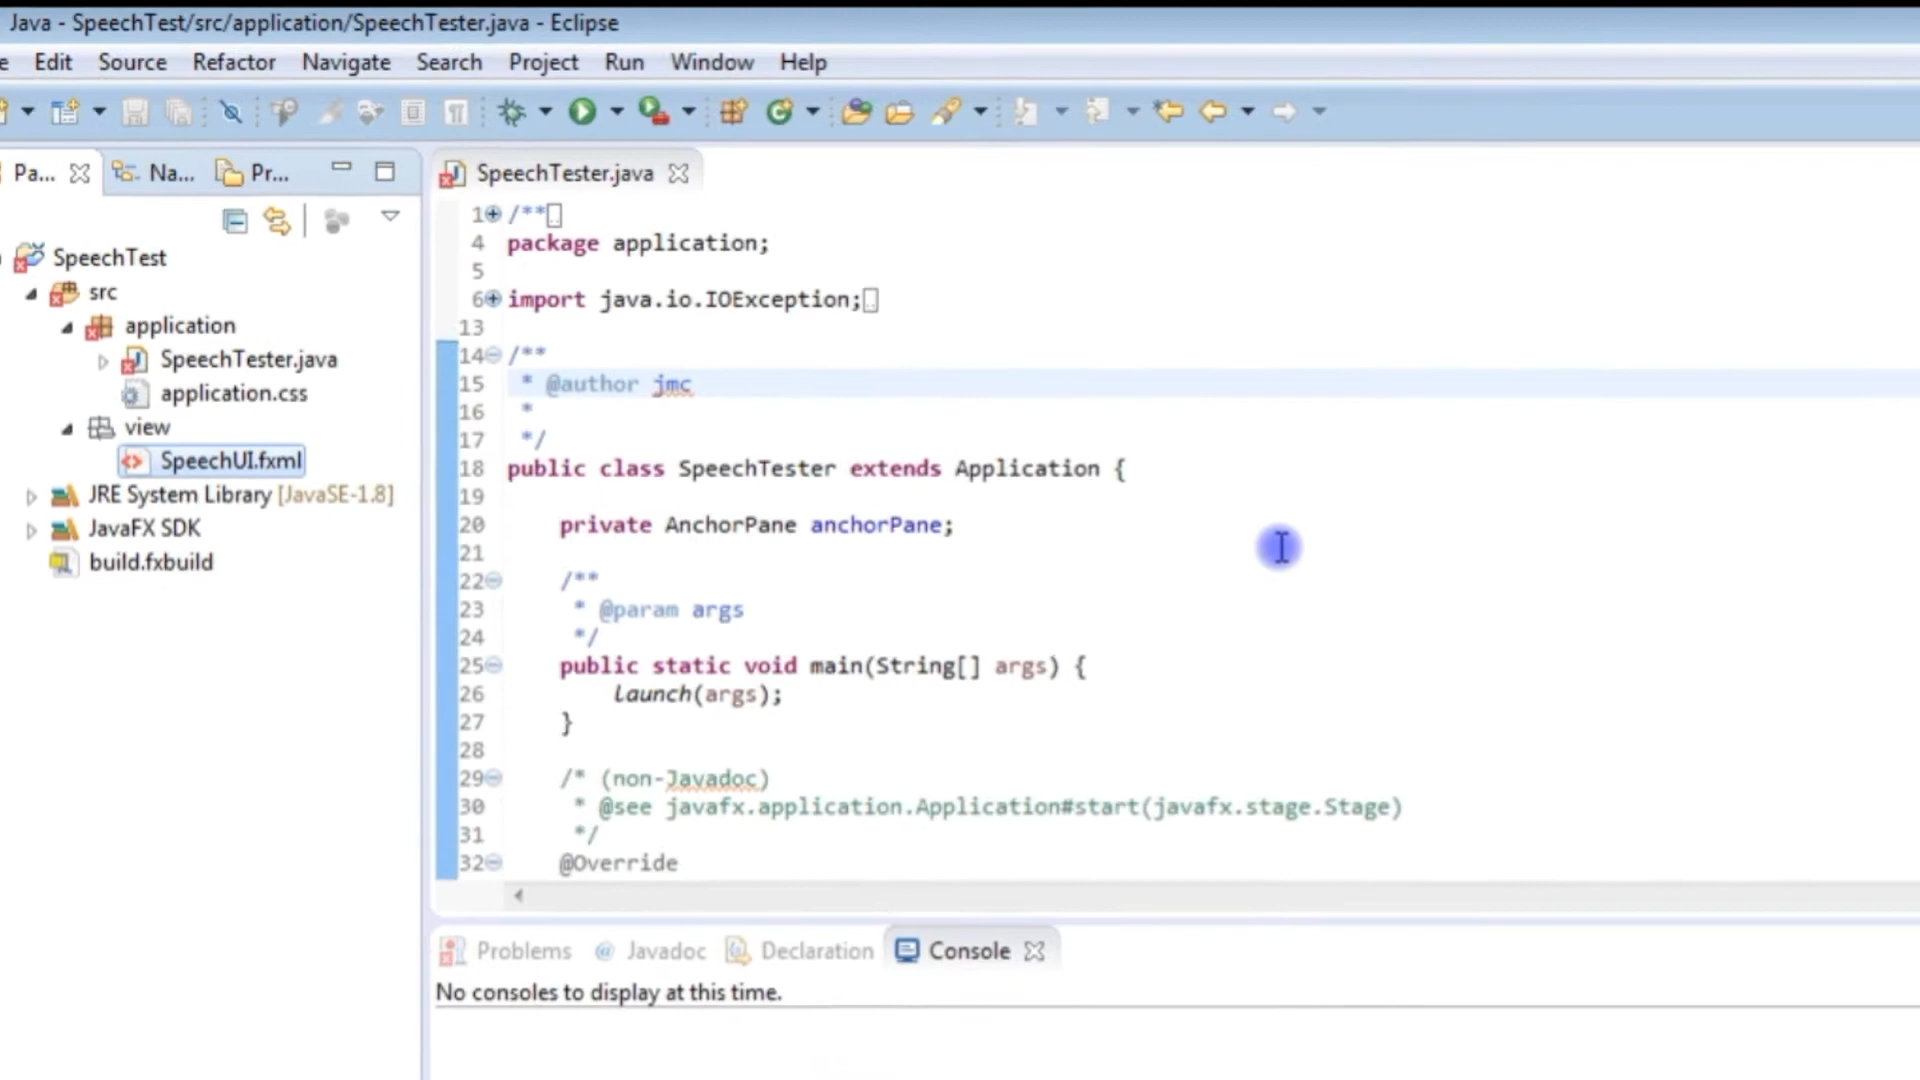 Java - SpeechTest/src/application/SpeechTester.java - Eclipse
e Edit Source Refactor Navigate Search Project Run Window Help
Pa... Na... Pr...
SpeechTester.java
SpeechTest
src
application
SpeechTester.java
application.css
view
SpeechUI.fxml
JRE System Library [JavaSE-1.8]
JavaFX SDK
build.fxbuild
1 /**
4 package application;
5
6 import java.io.IOException;
13
14 /**
15 * @author jmc
16 *
17 */
18 public class SpeechTester extends Application {
19
20 private AnchorPane anchorPane;
21
22 /**
23 * @param args
24 */
25 public static void main(String[] args) {
26 launch(args);
27 }
28
29 /* (non-Javadoc)
30 * @see javafx.application.Application#start(javafx.stage.Stage)
31 */
32 @Override
Problems @ Javadoc Declaration Console
No consoles to display at this time.